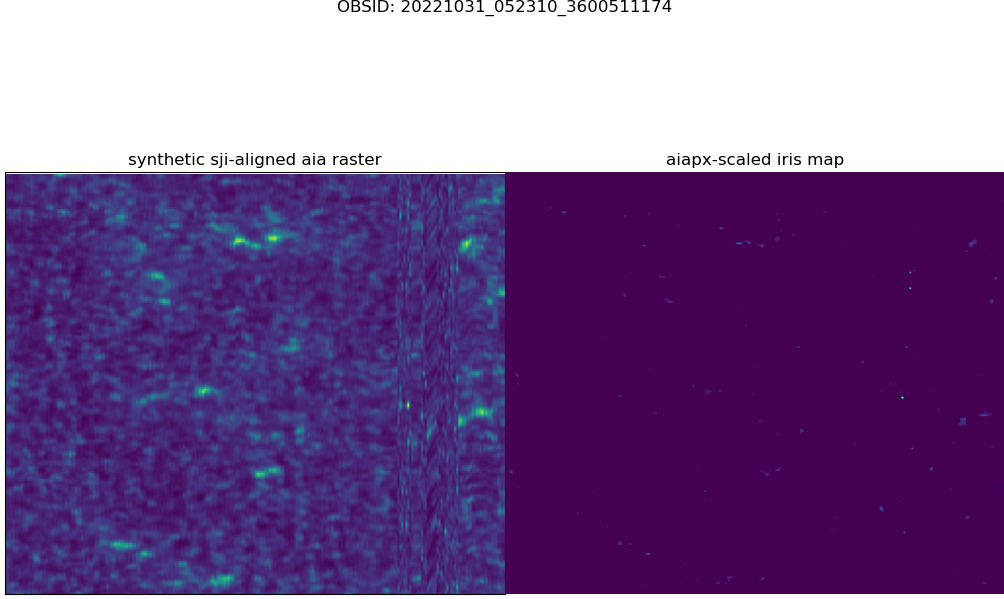 OBSID: 20221031_052310_3600511174
synthetic sji-aligned aia raster
aiapx-scaled iris map